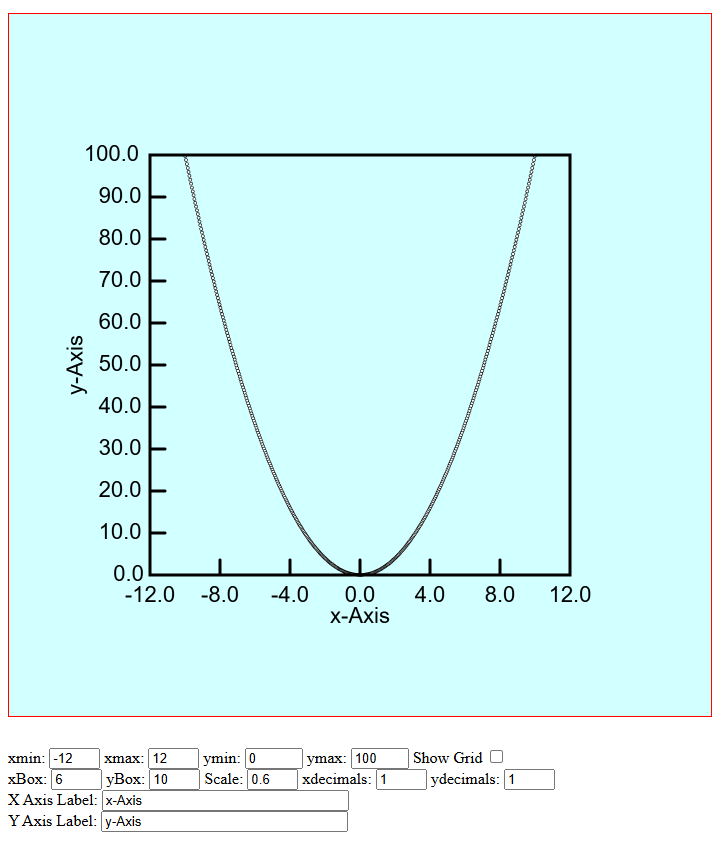 100.0
90.0
80.0
70.0
60.0
50.0
40.0
30.0
20.0
10.0
0.0
y-Axis
-12.0 -8.0 -4.0 0.0 4.0 8.0 12.0
x-Axis
xmin: -12 xmax: 12 ymin: 0 ymax: 100 Show Grid
xBox: 6 yBox: 10 Scale: 0.6 xdecimals: 1 ydecimals: 1
X Axis Label: x-Axis
Y Axis Label: y-Axis